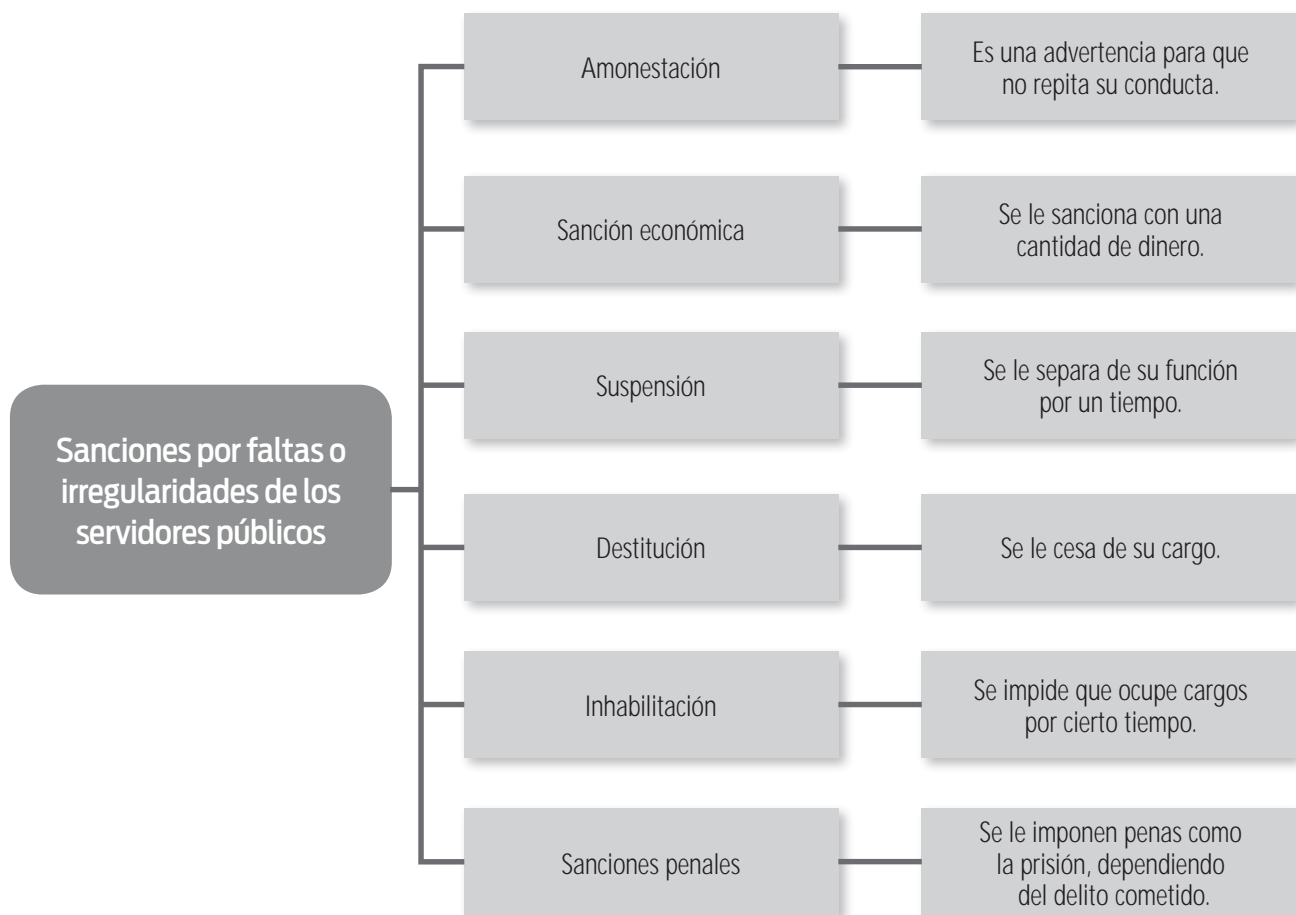 Sanciones por faltas o
irregularidades de los
servidores públicos
Amonestación
Es una advertencia para que
no repita su conducta.
Sanción económica
Se le sanciona con una
cantidad de dinero.
Suspensión
Se le separa de su función
por un tiempo.
Destitución
Se le cesa de su cargo.
Inhabilitación
Se impide que ocupe cargos
por cierto tiempo.
Sanciones penales
Se le imponen penas como
la prisión, dependiendo
del delito cometido.